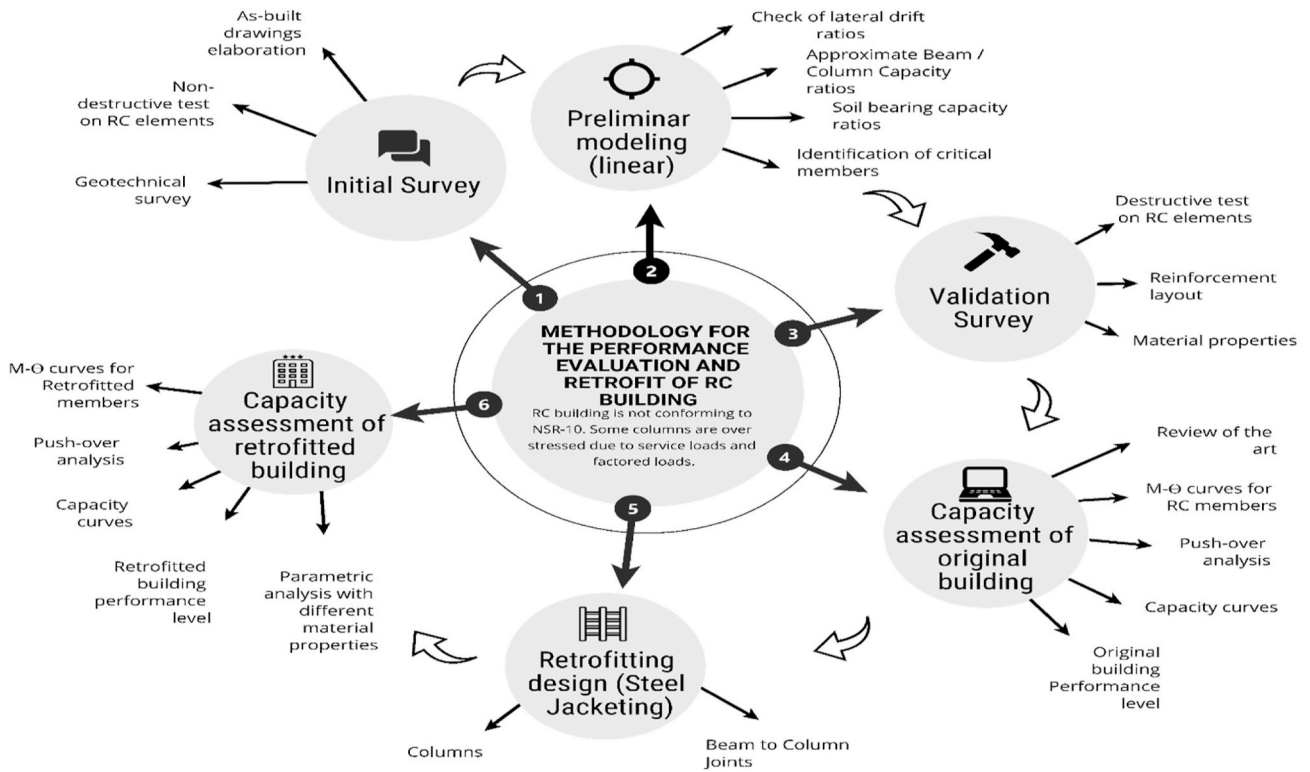 As-built
drawings
elaboration
Non-
destructive test
on RC elements
Geotechnical
survey
Initial Survey
1
Check of lateral drift
ratios
Approximate Beam /
Column Capacity
ratios
Soil bearing capacity
ratios
Identification of critical
members
Preliminar
modeling
(linear)
2
Destructive test
on RC elements
Reinforcement
layout
Material properties
Validation
Survey
3
METHODOLOGY FOR
THE PERFORMANCE
EVALUATION AND
RETROFIT OF RC
BUILDING
RC building is not conforming to
NSR-10. Some columns are over
stressed due to service loads and
factored loads.
4
Capacity
assessment of
original
building
Review of the
art
M-Θ curves for
RC members
Push-over
analysis
Capacity curves
Original
building
Performance
level
5
Retrofitting
design (Steel
Jacketing)
Columns
Beam to Column
Joints
6
Capacity
assessment of
retrofitted
building
M-Θ curves for
Retrofitted
members
Push-over
analysis
Capacity
curves
Retrofitted
building
performance
level
Parametric
analysis with
different
material
properties